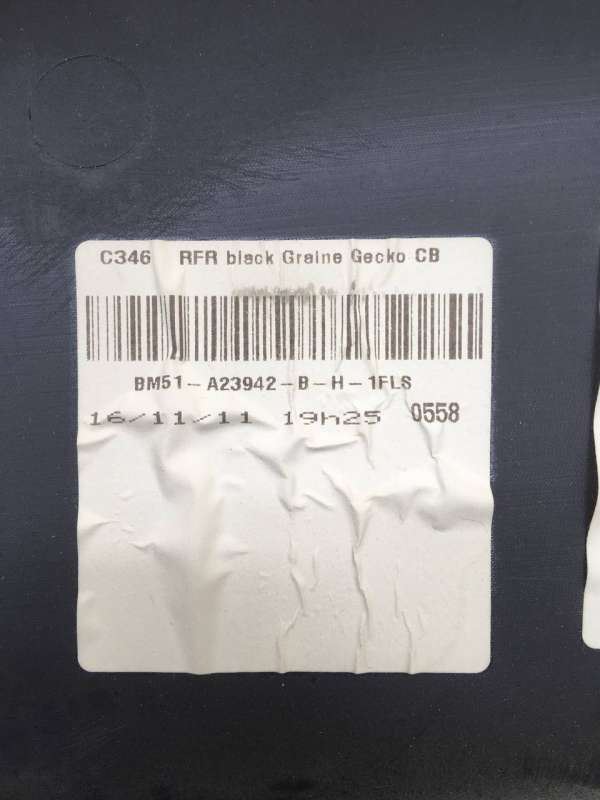 C346 RFR black Graine Gecko CB
BM51-A23942-B-H-1FLS
16/11/11 19h25 0558